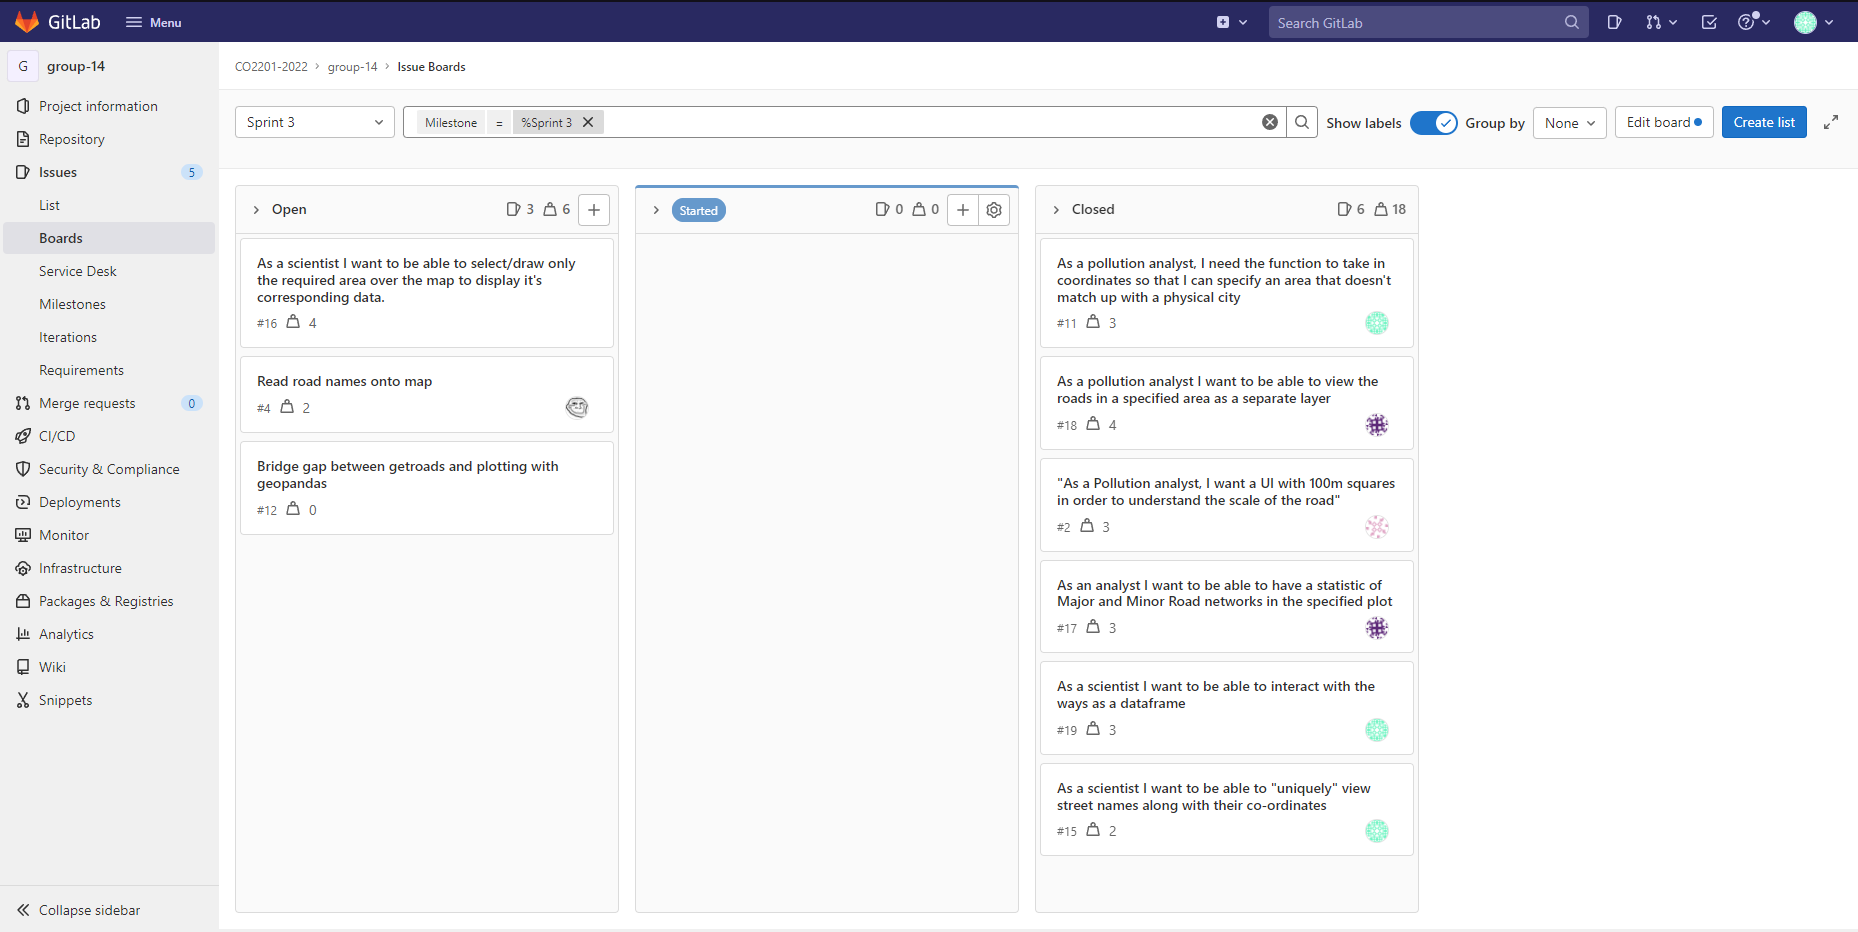 GitLab
Menu
Search GitLab
G
group-14
Project information
Repository
Issues
5
List
Boards
Service Desk
Milestones
Iterations
Requirements
Merge requests
0
CI/CD
Security & Compliance
Deployments
Monitor
Infrastructure
Packages & Registries
Analytics
Wiki
Snippets
Collapse sidebar
CO2201-2022 > group-14 > Issue Boards
Sprint 3
Milestone = %Sprint 3
Show labels
Group by
None
Edit board
Create list
Open
3 6
As a scientist I want to be able to select/draw only
the required area over the map to display it's
corresponding data.
#16 4
Read road names onto map
#4 2
Bridge gap between getroads and plotting with
geopandas
#12 0
Started
0 0
Closed
6 18
As a pollution analyst, I need the function to take in
coordinates so that I can specify an area that doesn't
match up with a physical city
#11 3
As a pollution analyst I want to be able to view the
roads in a specified area as a separate layer
#18 4
"As a Pollution analyst, I want a UI with 100m squares
in order to understand the scale of the road"
#2 3
As an analyst I want to be able to have a statistic of
Major and Minor Road networks in the specified plot
#17 3
As a scientist I want to be able to interact with the
ways as a dataframe
#19 3
As a scientist I want to be able to "uniquely" view
street names along with their co-ordinates
#15 2